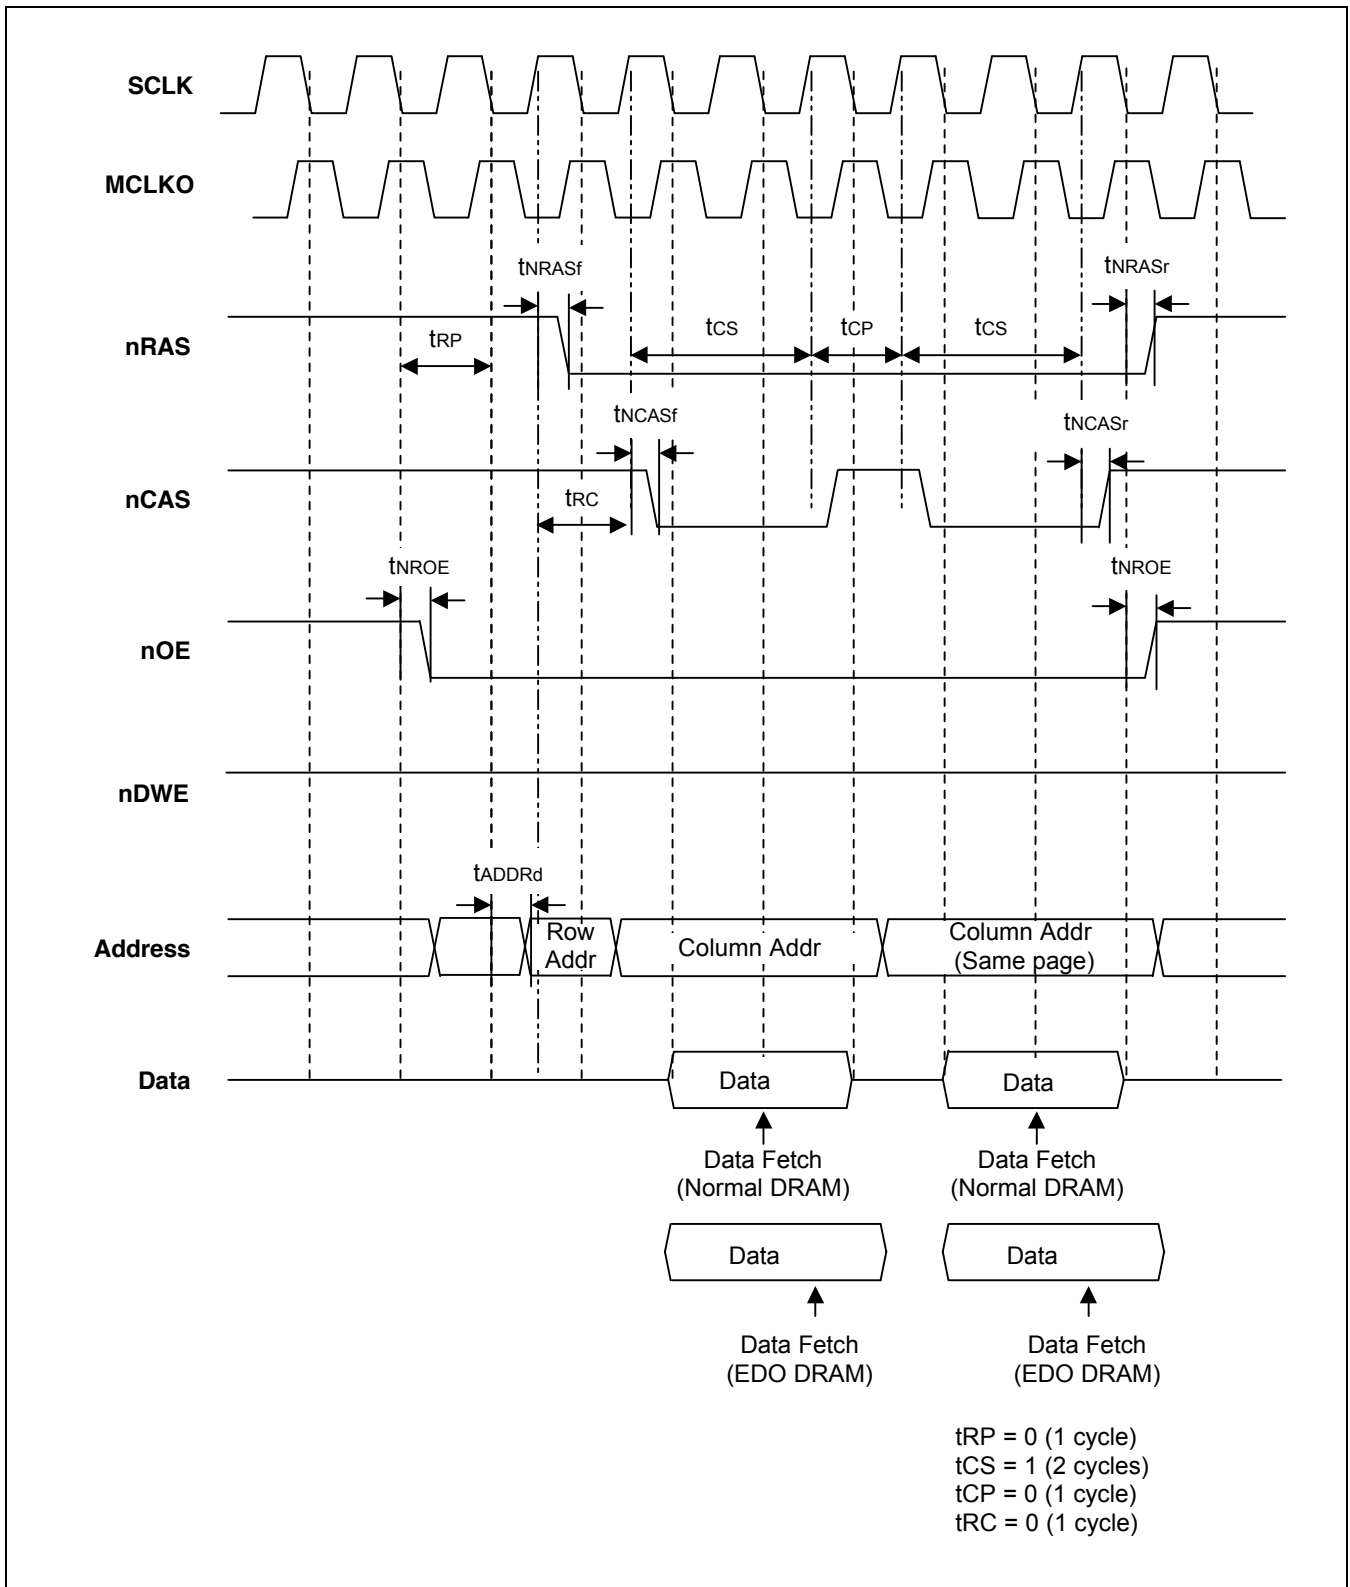 SCLK
MCLKO
tNRASf
tNRASr
nRAS
tRP
tCS
tCP
tCS
tNCASf
tNCASr
nCAS
tRC
tNROE
tNROE
nOE
nDWE
tADDRd
Address
Row
Addr
Column Addr
Column Addr
(Same page)
Data
Data
Data
Data Fetch
(Normal DRAM)
Data Fetch
(Normal DRAM)
Data
Data
Data Fetch
(EDO DRAM)
Data Fetch
(EDO DRAM)
tRP = 0 (1 cycle)
tCS = 1 (2 cycles)
tCP = 0 (1 cycle)
tRC = 0 (1 cycle)